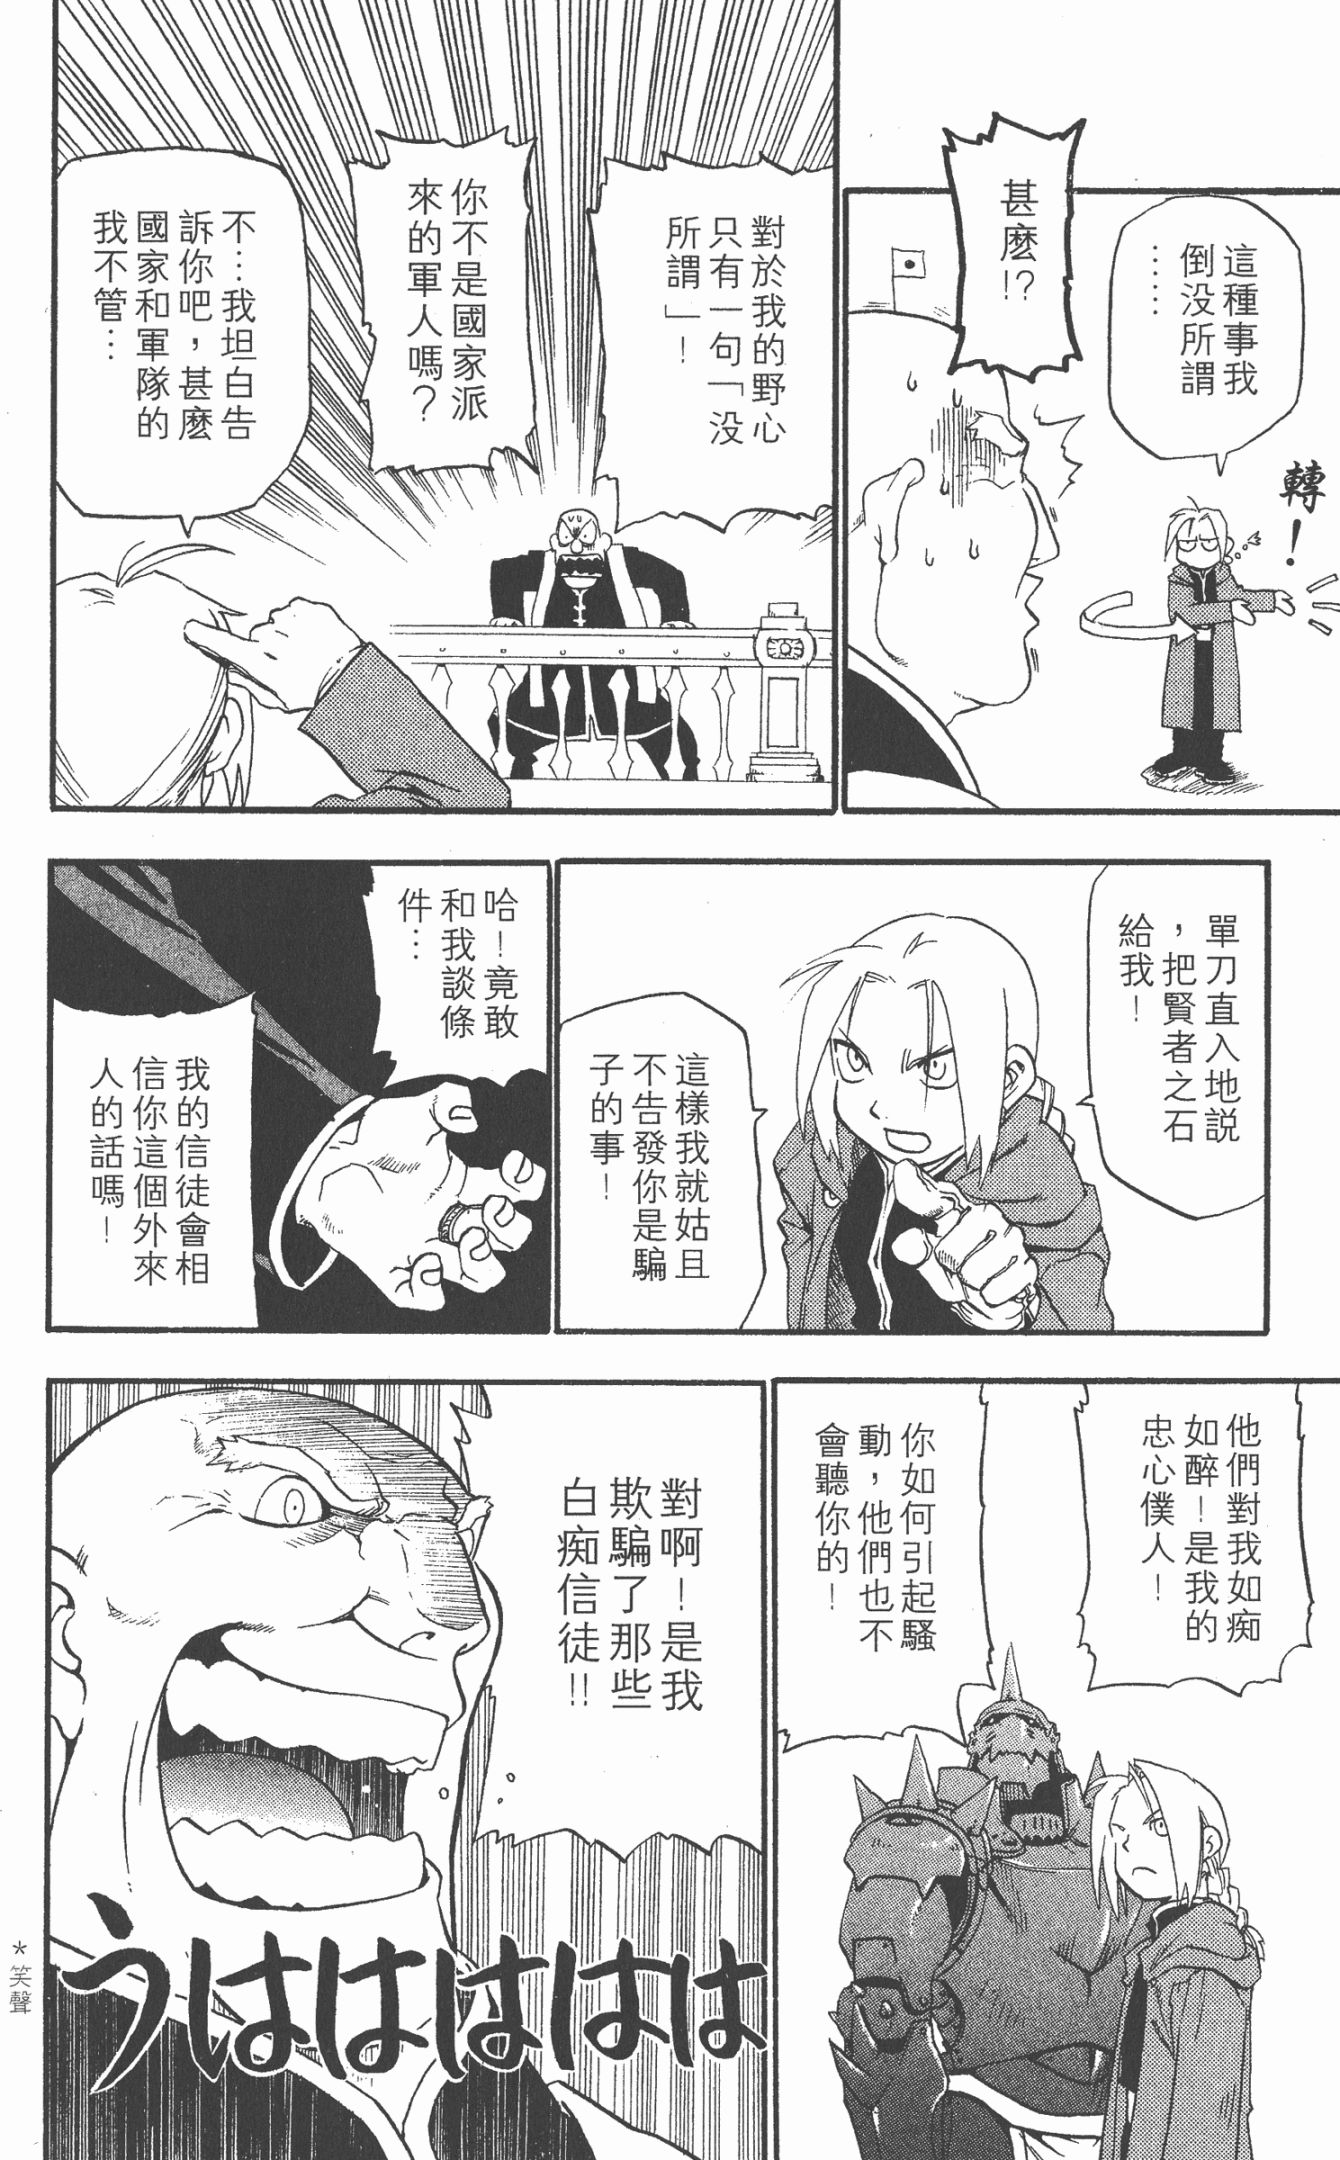 這種事我
倒沒所謂
……
轉！
甚麼!?
對於我的野心
只有一句「没
所謂」！
你不是國家派
來的軍人嗎？
不…我坦白告
訴你吧，甚麼
國家和軍隊的
我不管…
單刀直入地説
，把賢者之石
給我！
這樣我就姑且
不告發你是騙
子的事！
哈！竟敢
和我談條
件…
我的信徒會相
信你這個外來
人的話嗎！
他們對我如痴
如醉！是我的
忠心僕人！
你如何引起騷
動，他們也不
會聽你的！
對啊！是我
欺騙了那些
白痴信徒!!
うははははは
*笑聲